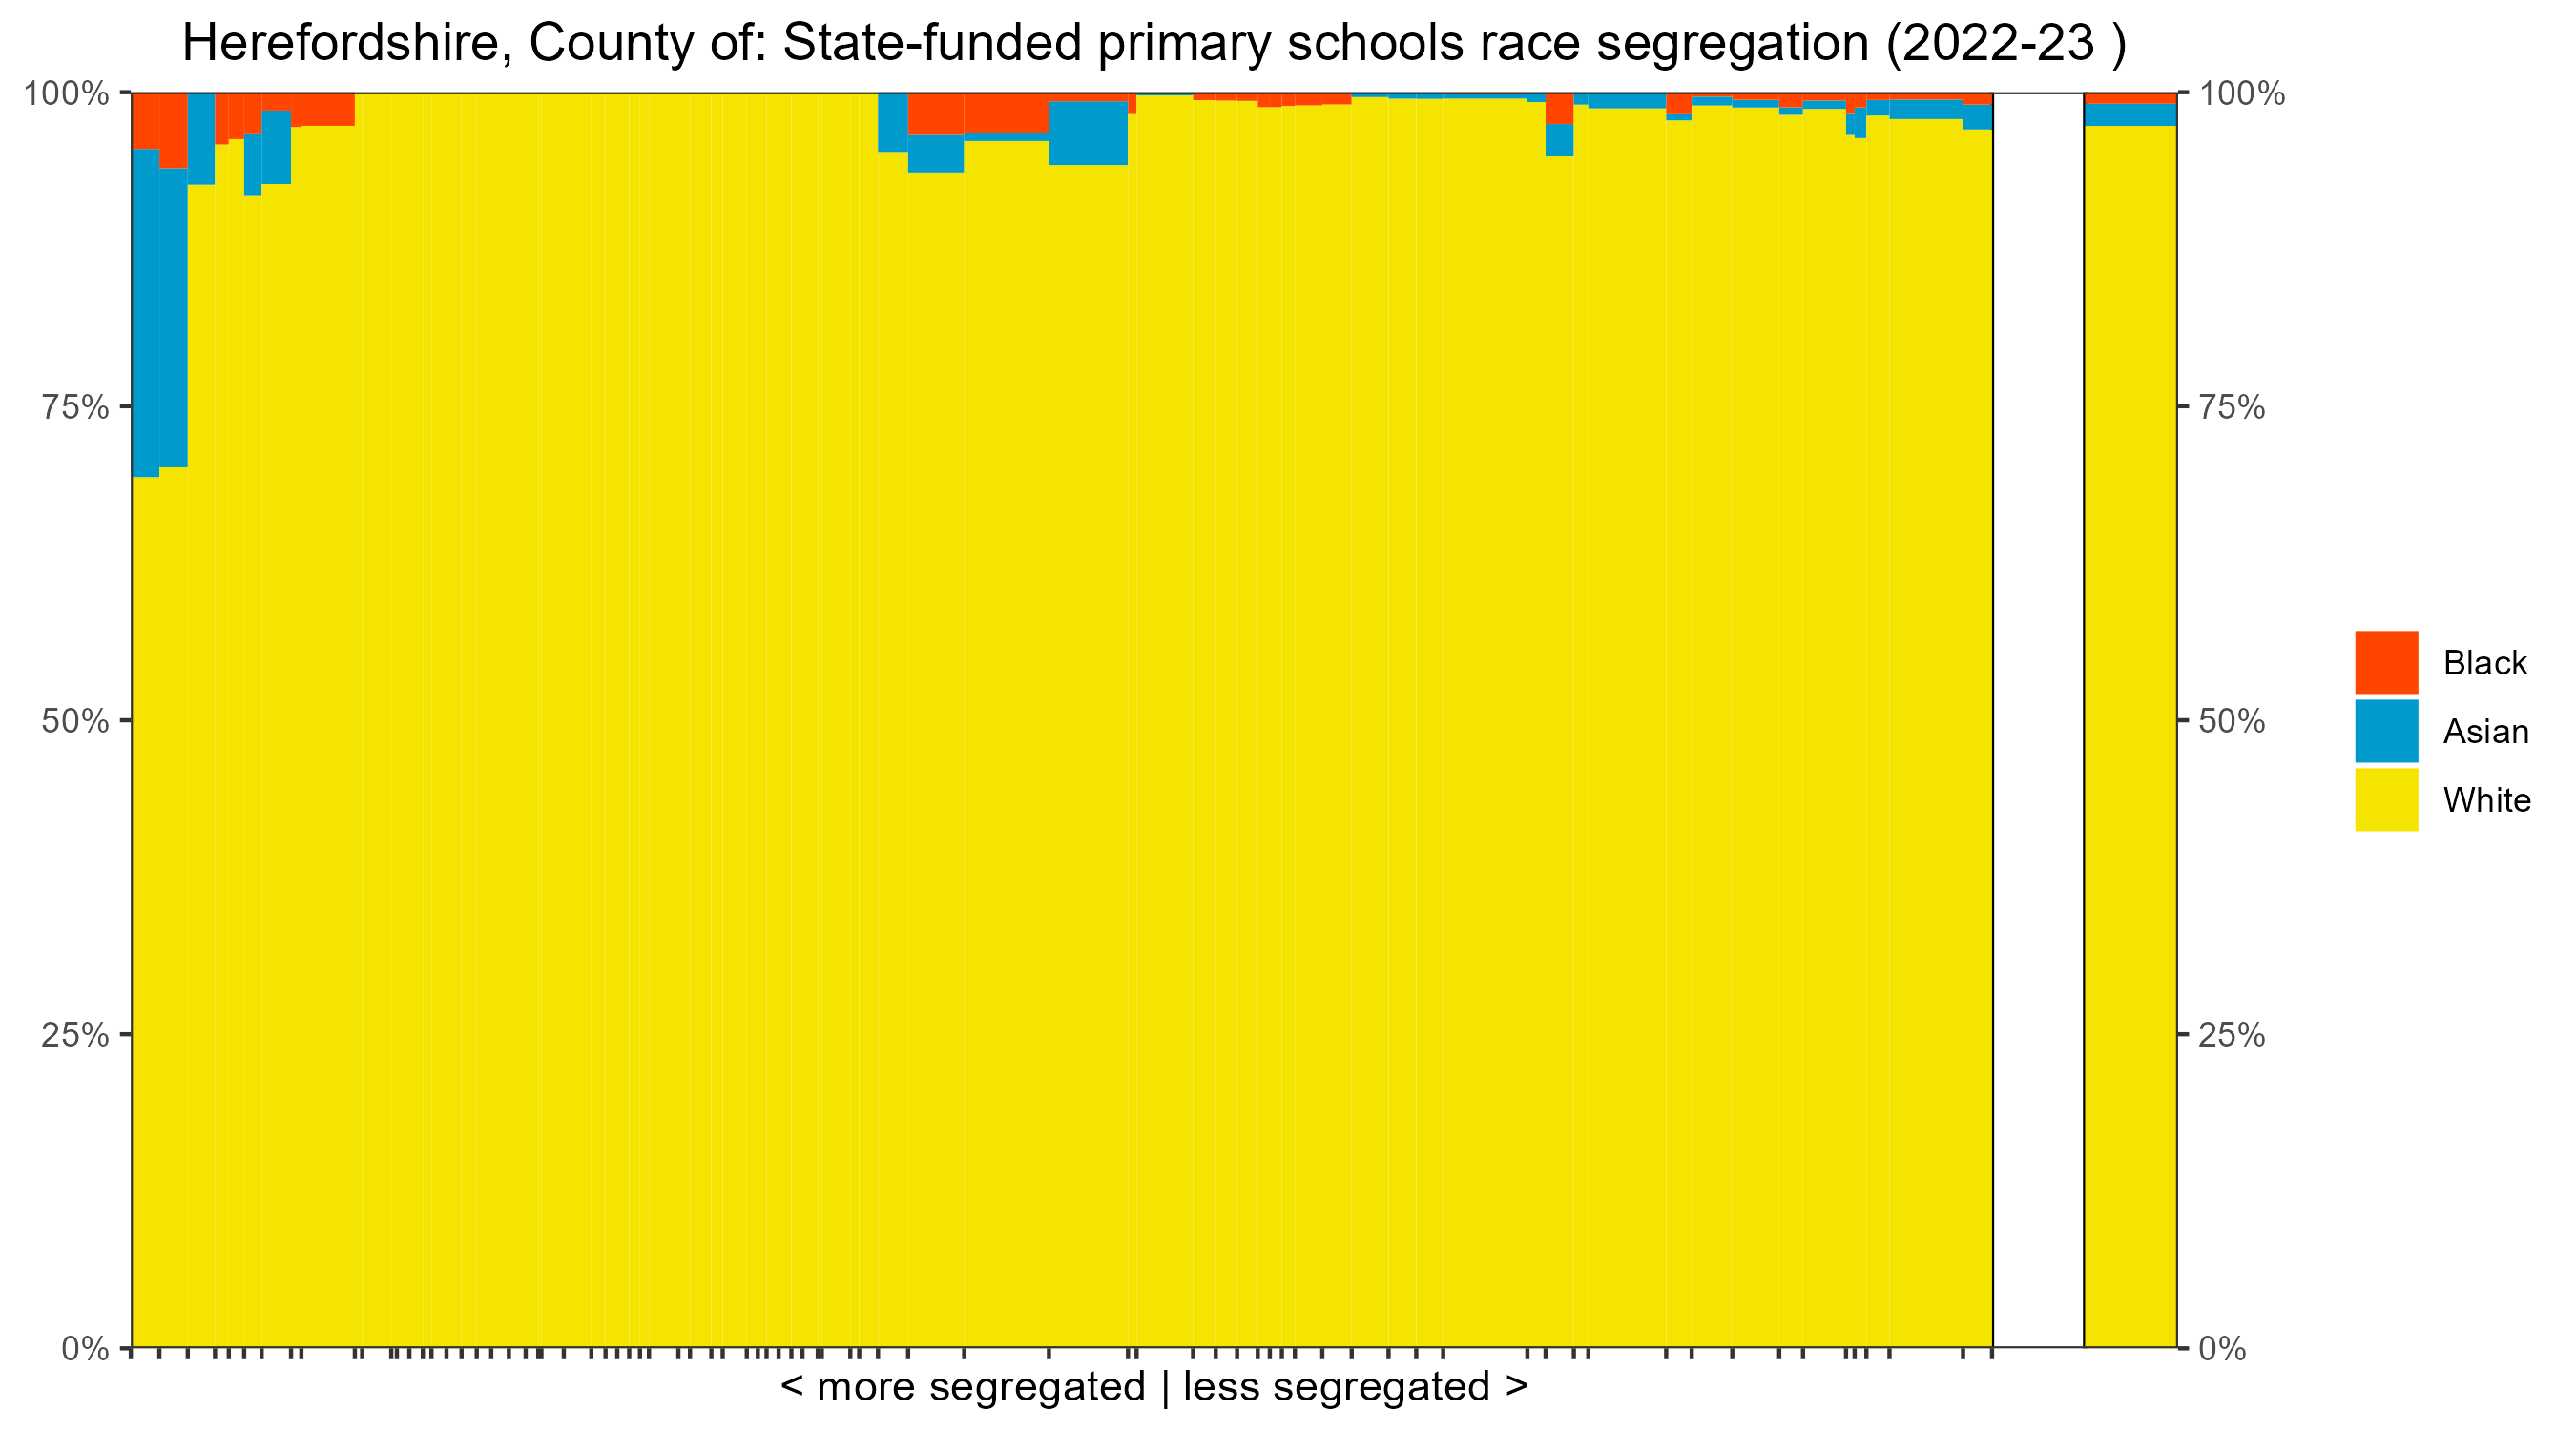 Herefordshire, County of: State-funded primary schools race segregation (2022-23 )
100%
75%
50%
25%
0%
100%
75%
50%
25%
0%
Black
Asian
White
< more segregated | less segregated >